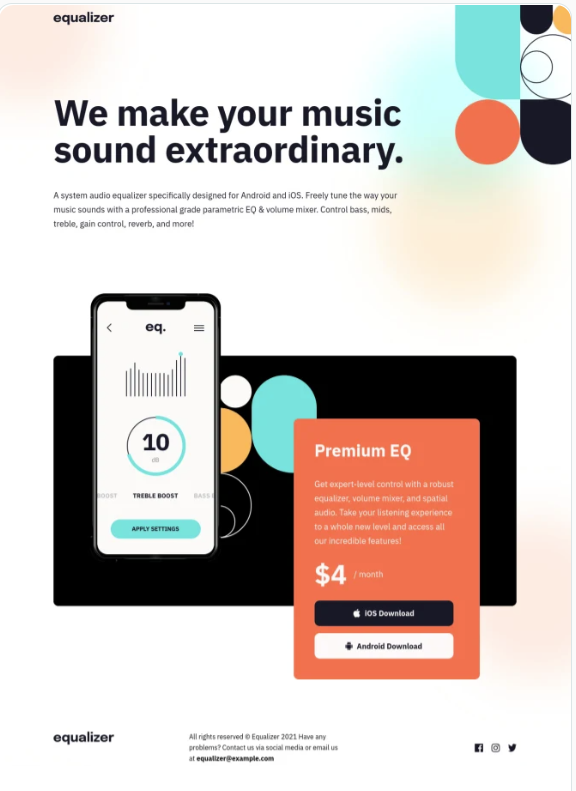 equalizer
We make your music
sound extraordinary.
A system audio equalizer specifically designed for Android and iOS. Freely tune the way your
music sounds with a professional grade parametric EQ & volume mixer. Control bass, mids,
treble, gain control, reverb, and more!
eq.
10
dB
BOOST TREBLE BOOST BASS B
APPLY SETTINGS
Premium EQ
Get expert-level control with a robust
equalizer, volume mixer, and spatial
audio. Take your listening experience
to a whole new level and access all
our incredible features!
$4 / month
iOS Download
Android Download
equalizer
All rights reserved © Equalizer 2021 Have any
problems? Contact us via social media or email us
at equalizer@example.com